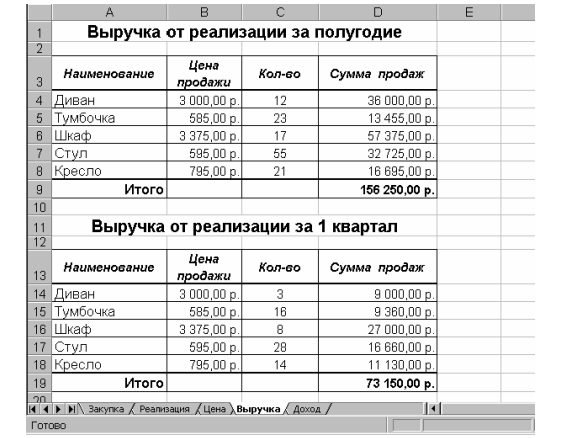 A B C D E
1 Выручка от реализации за полугодие
2
3 Наименование Цена продажи Кол-во Сумма продаж
4 Диван 3 000,00 р. 12 36 000,00 р.
5 Тумбочка 585,00 р. 23 13 455,00 р.
6 Шкаф 3 375,00 р. 17 57 375,00 р.
7 Стул 595,00 р. 55 32 725,00 р.
8 Кресло 795,00 р. 21 16 695,00 р.
9 Итого 156 250,00 р.
10
11 Выручка от реализации за 1 квартал
12
13 Наименование Цена продажи Кол-во Сумма продаж
14 Диван 3 000,00 р. 3 9 000,00 р.
15 Тумбочка 585,00 р. 16 9 360,00 р.
16 Шкаф 3 375,00 р. 8 27 000,00 р.
17 Стул 595,00 р. 28 16 660,00 р.
18 Кресло 795,00 р. 14 11 130,00 р.
19 Итого 73 150,00 р.
20
Закупка Реализация Цена Выручка Доход
Готово